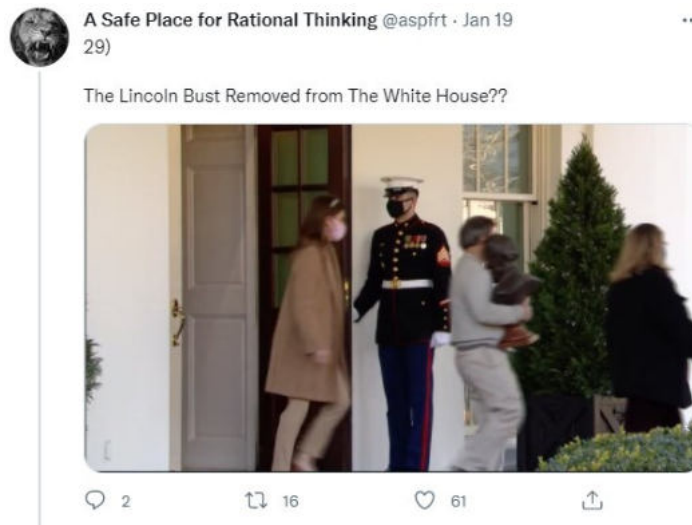 A Safe Place for Rational Thinking @aspfrt · Jan 19
29)
The Lincoln Bust Removed from The White House??
2 16 61